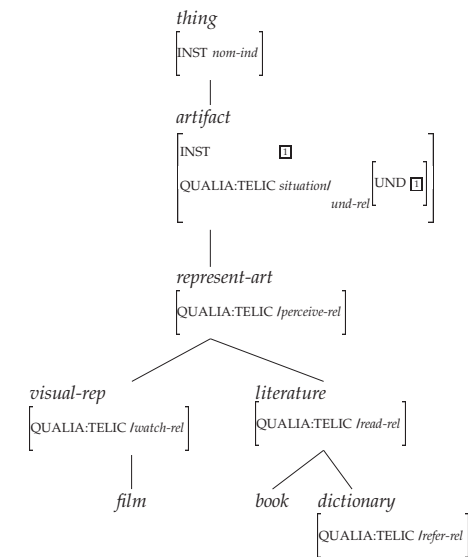 thing
INST nom-ind
artifact
INST 1
QUALIA:TELIC situation/ und-rel UND 1
represent-art
QUALIA:TELIC /perceive-rel
visual-rep literature
QUALIA:TELIC /watch-rel QUALIA:TELIC /read-rel
film book dictionary
QUALIA:TELIC /refer-rel